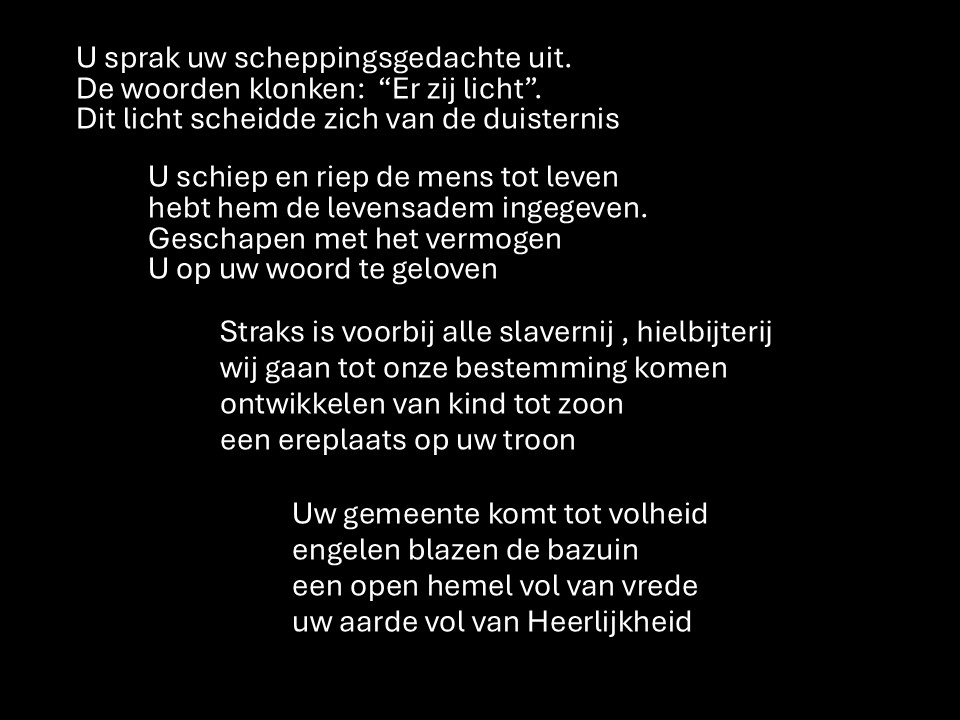 U sprak uw scheppingsgedachte uit.
De woorden klonken: “Er zij licht”.
Dit licht scheidde zich van de duisternis
U schiep en riep de mens tot leven
hebt hem de levensadem ingegeven.
Geschapen met het vermogen
U op uw woord te geloven
Straks is voorbij alle slavernij , hielbijterij
wij gaan tot onze bestemming komen
ontwikkelen van kind tot zoon
een ereplaats op uw troon
Uw gemeente komt tot volheid
engelen blazen de bazuin
een open hemel vol van vrede
uw aarde vol van Heerlijkheid